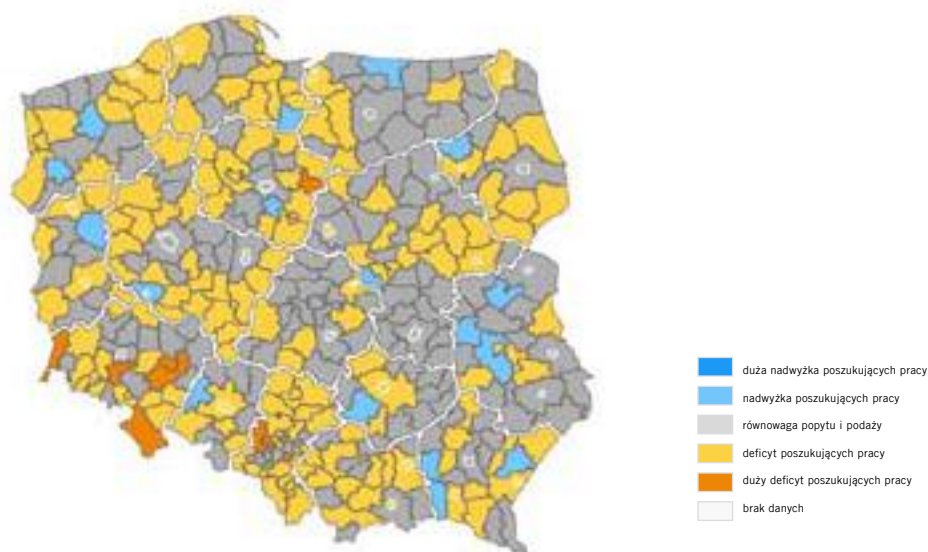 duża nadwyżka poszukujących pracy
nadwyżka poszukujących pracy
równowaga popytu i podaży
deficyt poszukujących pracy
duży deficyt poszukujących pracy
brak danych